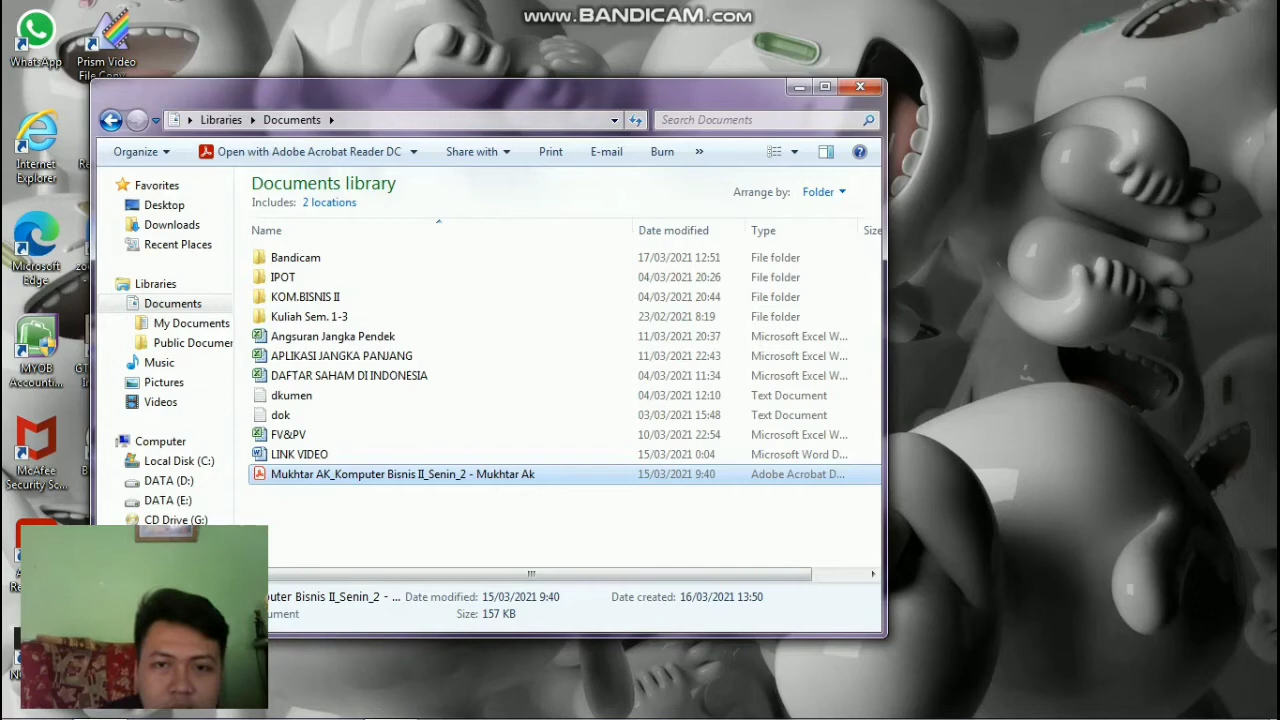 www.BANDICAM.com
WhatsApp
Prism Video
File Conv...
Internet
Explorer
Microsoft
Edge
MYOB
Accounti...
McAfee
Security Sc...
Libraries
Documents
Search Documents
Organize
Open with Adobe Acrobat Reader DC
Share with
Print
E-mail
Burn
»
Documents library
Includes: 2 locations
Arrange by: Folder
Name
Date modified
Type
Size
Bandicam 17/03/2021 12:51 File folder
IPOT 04/03/2021 20:26 File folder
KOM.BISNIS II 04/03/2021 20:44 File folder
Kuliah Sem. 1-3 23/02/2021 8:19 File folder
Angsuran Jangka Pendek 11/03/2021 20:37 Microsoft Excel W...
APLIKASI JANGKA PANJANG 11/03/2021 22:43 Microsoft Excel W...
DAFTAR SAHAM DI INDONESIA 04/03/2021 11:34 Microsoft Excel W...
dkumen 04/03/2021 12:10 Text Document
dok 03/03/2021 15:48 Text Document
FV&PV 10/03/2021 22:54 Microsoft Excel W...
LINK VIDEO 15/03/2021 0:04 Microsoft Word D...
Mukhtar AK_Komputer Bisnis II_Senin_2 - Mukhtar Ak 15/03/2021 9:40 Adobe Acrobat D...
Favorites
Desktop
Downloads
Recent Places
Libraries
Documents
My Documents
Public Documer
Music
Pictures
Videos
Computer
Local Disk (C:)
DATA (D:)
DATA (E:)
CD Drive (G:)
uter Bisnis II_Senin_2 - ... Date modified: 15/03/2021 9:40 Date created: 16/03/2021 13:50
ument Size: 157 KB